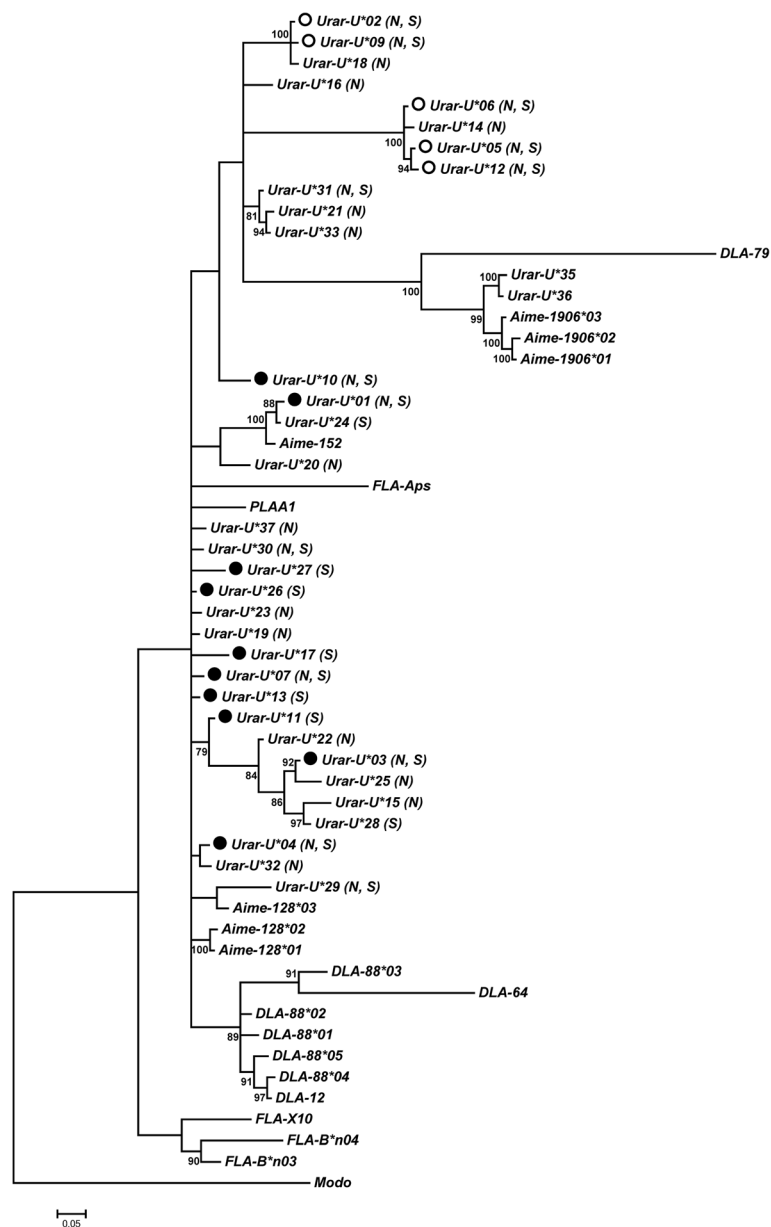 Urar-U*02 (N, S)
100
Urar-U*09 (N, S)
Urar-U*18 (N)
Urar-U*16 (N)
Urar-U*06 (N, S)
Urar-U*14 (N)
100
Urar-U*05 (N, S)
94
Urar-U*12 (N, S)
Urar-U*31 (N, S)
81
Urar-U*21 (N)
94
Urar-U*33 (N)
DLA-79
100
100
Urar-U*35
Urar-U*36
99
Aime-1906*03
100
Aime-1906*02
100
Aime-1906*01
Urar-U*10 (N, S)
88
Urar-U*01 (N, S)
100
Urar-U*24 (S)
Aime-152
Urar-U*20 (N)
FLA-Aps
PLAA1
Urar-U*37 (N)
Urar-U*30 (N, S)
Urar-U*27 (S)
Urar-U*26 (S)
Urar-U*23 (N)
Urar-U*19 (N)
Urar-U*17 (S)
Urar-U*07 (N, S)
Urar-U*13 (S)
Urar-U*11 (S)
79
Urar-U*22 (N)
84
92
Urar-U*03 (N, S)
Urar-U*25 (N)
86
Urar-U*15 (N)
97
Urar-U*28 (S)
Urar-U*04 (N, S)
Urar-U*32 (N)
Urar-U*29 (N, S)
Aime-128*03
Aime-128*02
100
Aime-128*01
91
DLA-88*03
DLA-64
DLA-88*02
89
DLA-88*01
DLA-88*05
91
DLA-88*04
97
DLA-12
FLA-X10
FLA-B*n04
90
FLA-B*n03
Modo
0.05